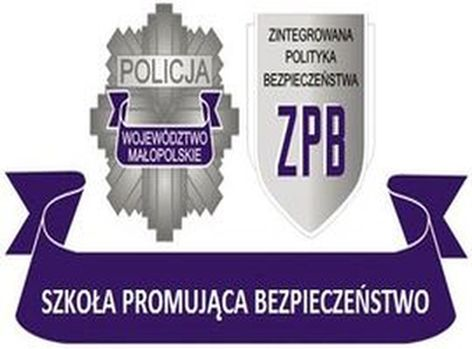 POLICJA
WOJEWÓDZTWO
MAŁOPOLSKIE
ZINTEGROWANA
POLITYKA
BEZPIECZEŃSTWA
ZPB
SZKOŁA PROMUJĄCA BEZPIECZEŃSTWO